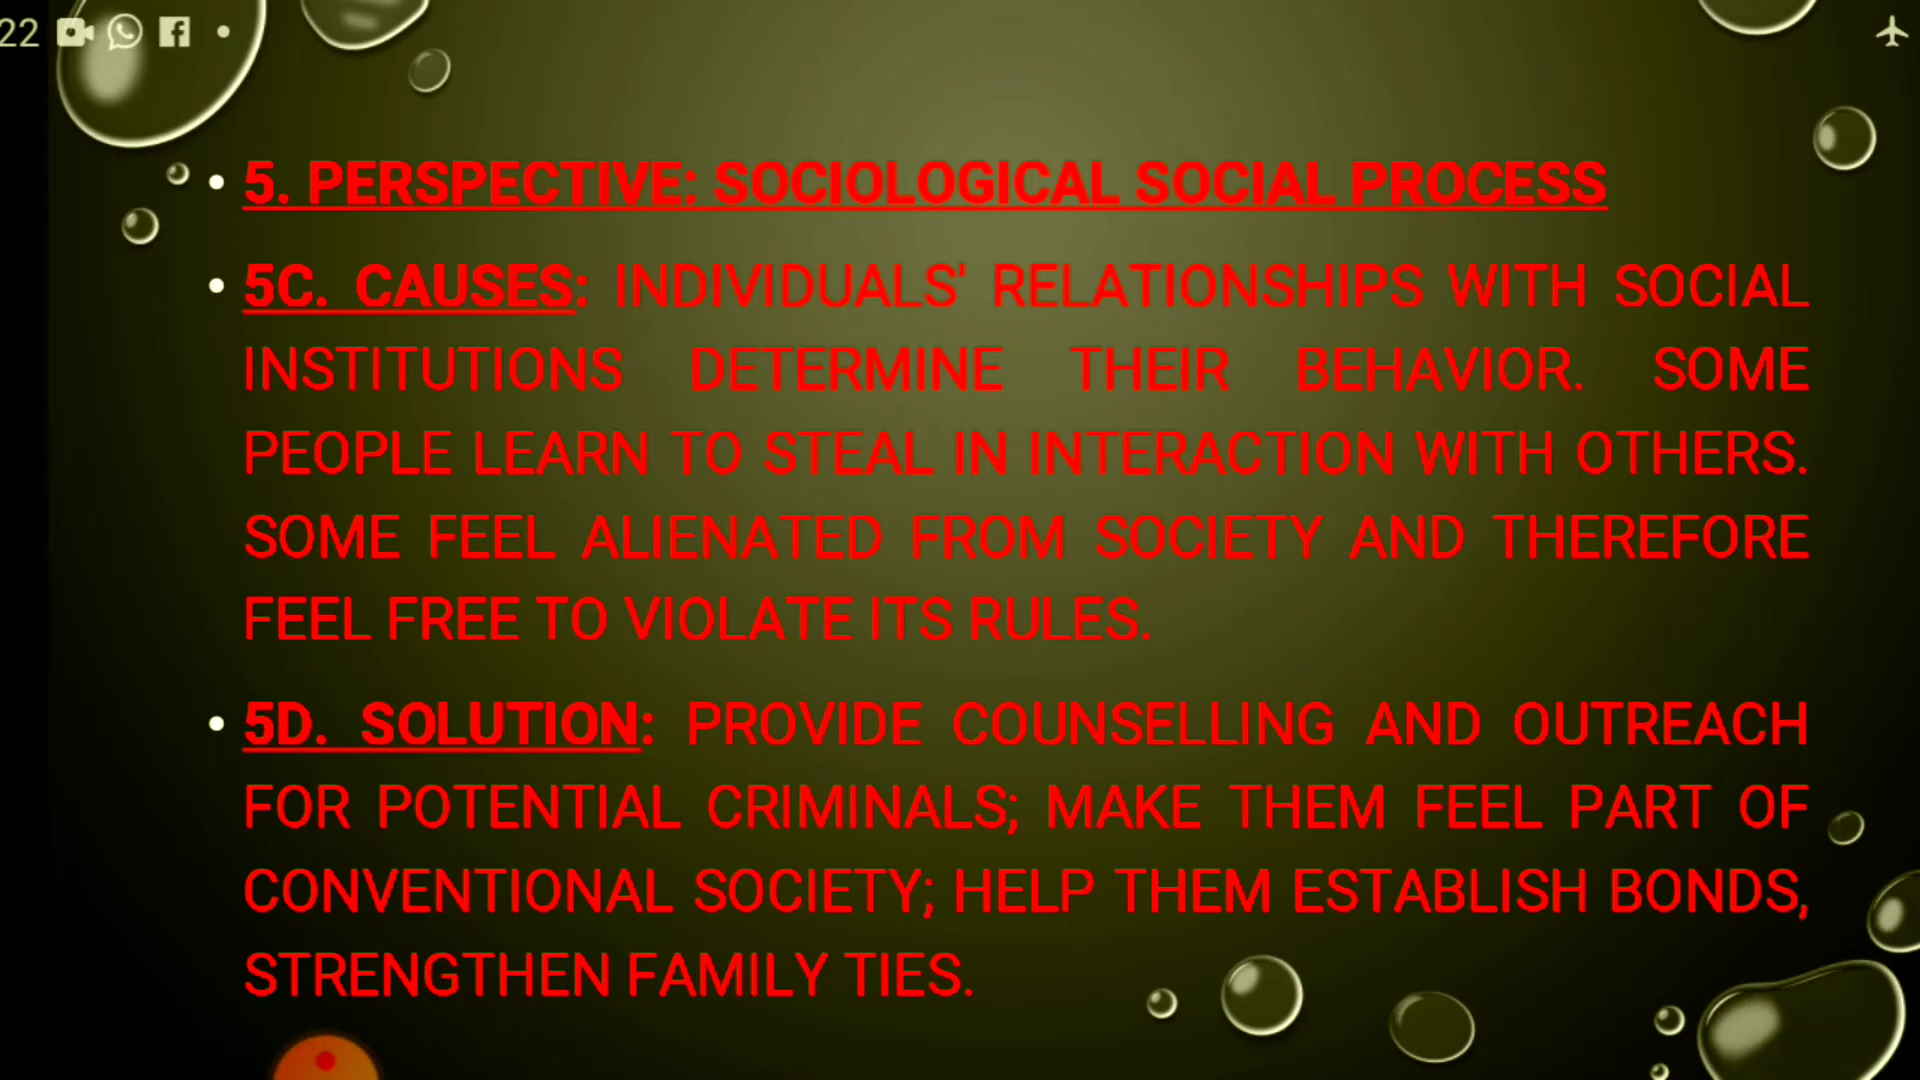 22
5. PERSPECTIVE: SOCIOLOGICAL SOCIAL PROCESS
5C. CAUSES: INDIVIDUALS' RELATIONSHIPS WITH SOCIAL
INSTITUTIONS DETERMINE THEIR BEHAVIOR. SOME
PEOPLE LEARN TO STEAL IN INTERACTION WITH OTHERS.
SOME FEEL ALIENATED FROM SOCIETY AND THEREFORE
FEEL FREE TO VIOLATE ITS RULES.
5D. SOLUTION: PROVIDE COUNSELLING AND OUTREACH
FOR POTENTIAL CRIMINALS; MAKE THEM FEEL PART OF
CONVENTIONAL SOCIETY; HELP THEM ESTABLISH BONDS,
STRENGTHEN FAMILY TIES.